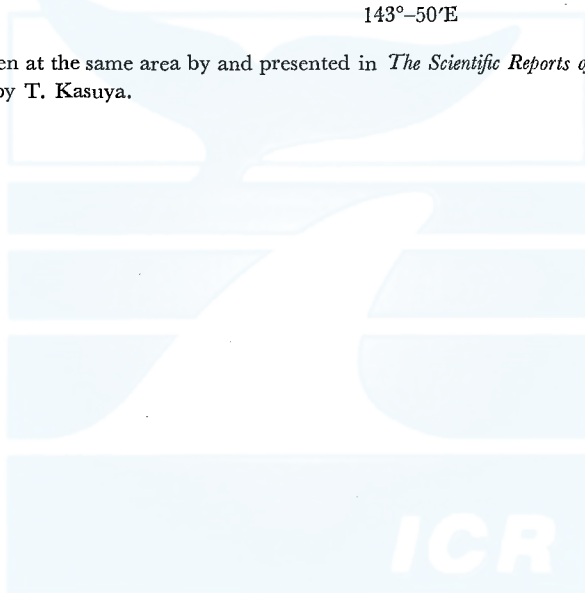 143°–50′E
en at the same area by and presented in The Scientific Reports
by T. Kasuya.
ICR